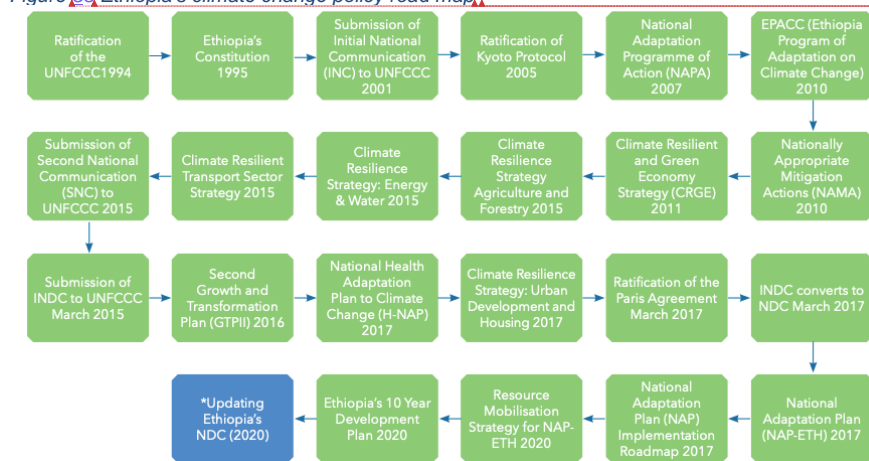 Ethiopia's climate change policy road map
Ratification
of the
UNFCCC1994
Ethiopia's
Constitution
1995
Submission of
Initial National
Communication
(INC) to UNFCCC
2001
Ratification of
Kyoto Protocol
2005
National
Adaptation
Programme of
Action (NAPA)
2007
EPACC (Ethiopia
Program of
Adaptation on
Climate Change)
2010
Nationally
Appropriate
Mitigation
Actions (NAMA)
2010
Climate Resilient
and Green
Economy
Strategy (CRGE)
2011
Climate
Resilience
Strategy
Agriculture and
Forestry 2015
Climate
Resilience
Strategy: Energy
& Water 2015
Climate Resilient
Transport Sector
Strategy 2015
Submission of
Second National
Communication
(SNC) to
UNFCCC 2015
Submission of
INDC to UNFCCC
March 2015
Second
Growth and
Transformation
Plan (GTPII) 2016
National Health
Adaptation
Plan to Climate
Change (H-NAP)
2017
Climate Resilience
Strategy: Urban
Development and
Housing 2017
Ratification of the
Paris Agreement
March 2017
INDC converts to
NDC March 2017
National
Adaptation Plan
(NAP-ETH) 2017
National
Adaptation
Plan (NAP)
Implementation
Roadmap 2017
Resource
Mobilisation
Strategy for NAP-
ETH 2020
Ethiopia's 10 Year
Development
Plan 2020
*Updating
Ethiopia's
NDC (2020)